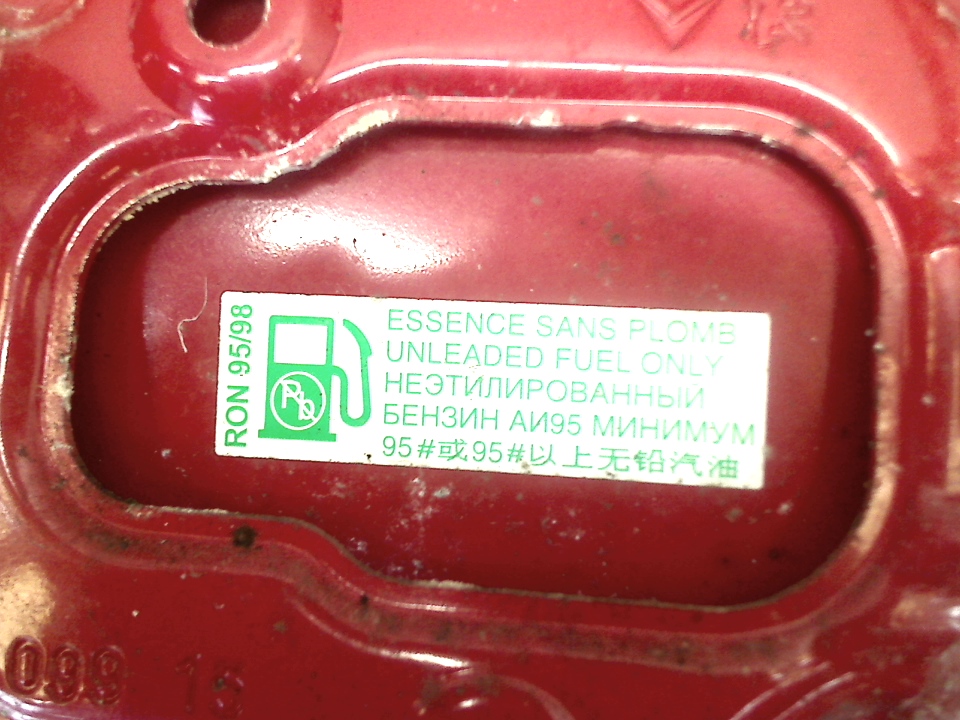 RON 95/98
Pb
ESSENCE SANS PLOMB
UNLEADED FUEL ONLY
НЕЭТИЛИРОВАННЫЙ
БЕНЗИН АИ95 МИНИМУМ
95#或95#以上无铅汽油